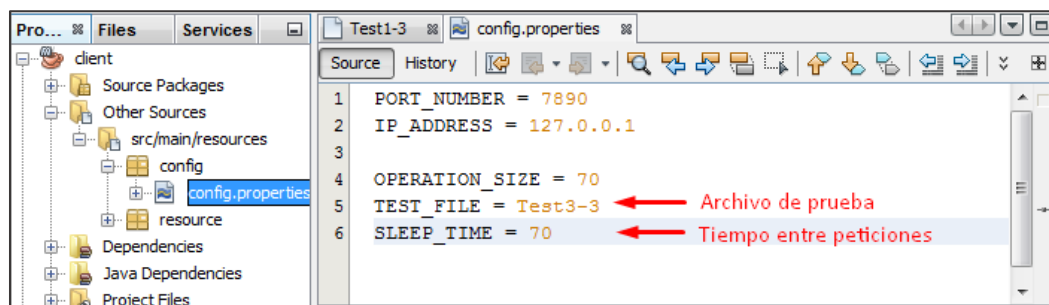 Pro... Files Services
client
Source Packages
Other Sources
src/main/resources
config
config.properties
resource
Dependencies
Java Dependencies
Project Files
Test1-3 config.properties
Source History
1 PORT_NUMBER = 7890
2 IP_ADDRESS = 127.0.0.1
3
4 OPERATION_SIZE = 70
5 TEST_FILE = Test3-3 Archivo de prueba
6 SLEEP_TIME = 70 Tiempo entre peticiones